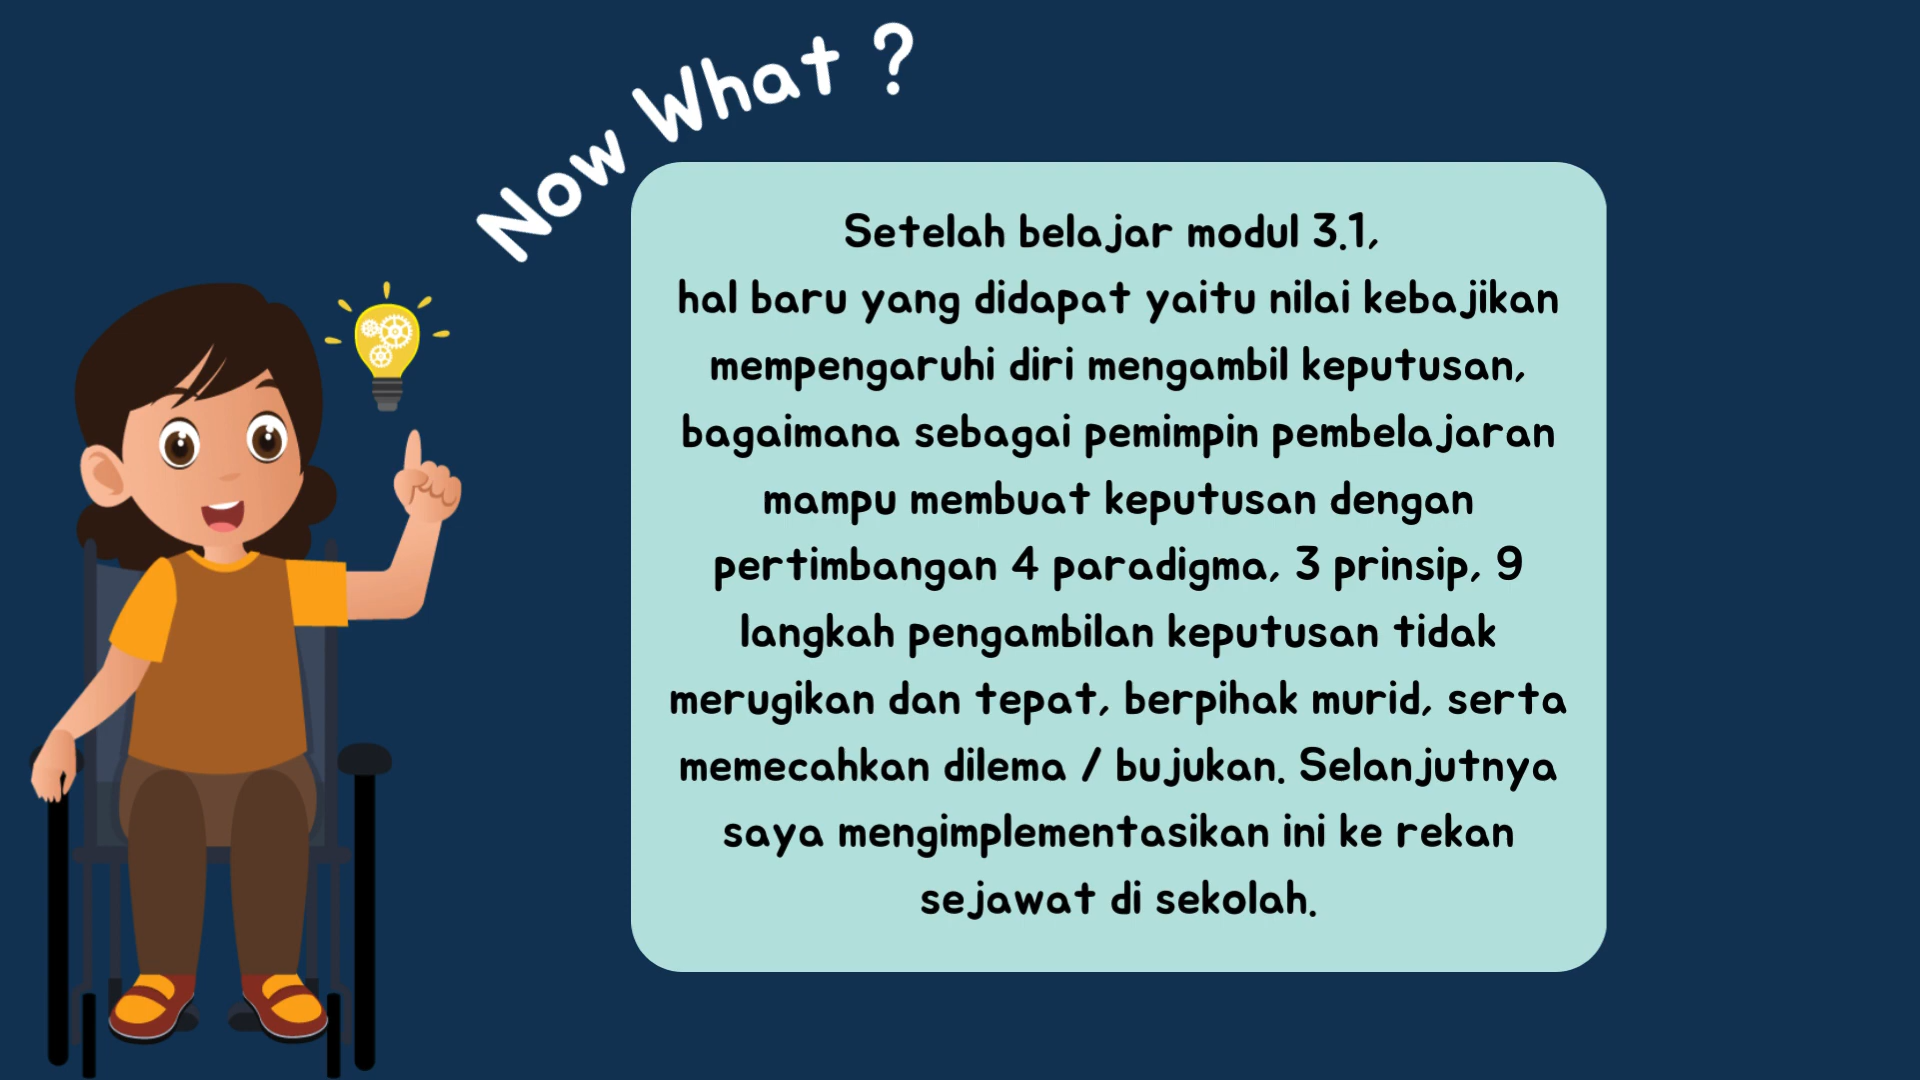 Now What ?
Setelah belajar modul 3.1,
hal baru yang didapat yaitu nilai kebajikan
mempengaruhi diri mengambil keputusan,
bagaimana sebagai pemimpin pembelajaran
mampu membuat keputusan dengan
pertimbangan 4 paradigma, 3 prinsip, 9
langkah pengambilan keputusan tidak
merugikan dan tepat, berpihak murid, serta
memecahkan dilema / bujukan. Selanjutnya
saya mengimplementasikan ini ke rekan
sejawat di sekolah.